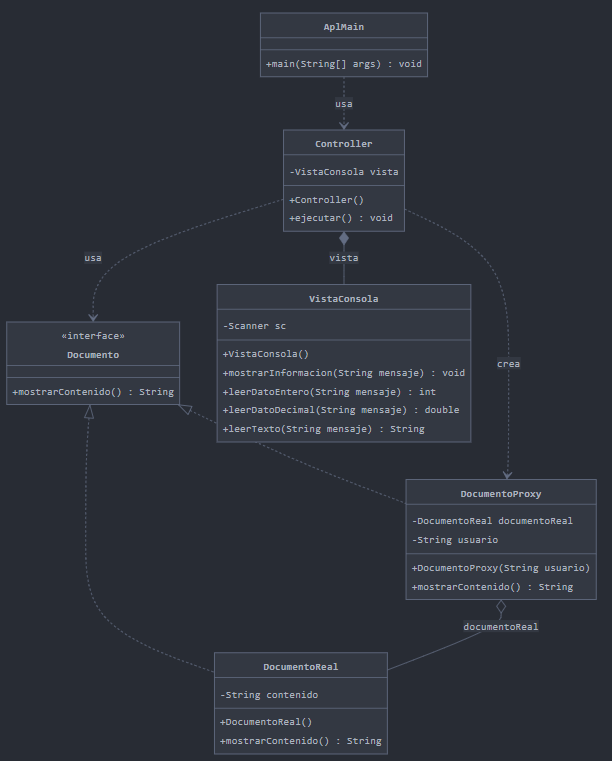 AplMain
+main(String[] args) : void
usa
Controller
-VistaConsola vista
+Controller()
+ejecutar() : void
usa
vista
VistaConsola
-Scanner sc
+VistaConsola()
+mostrarInformacion(String mensaje) : void
+leerDatoEntero(String mensaje) : int
+leerDatoDecimal(String mensaje) : double
+leerTexto(String mensaje) : String
«interface»
Documento
+mostrarContenido() : String
crea
DocumentoProxy
-DocumentoReal documentoReal
-String usuario
+DocumentoProxy(String usuario)
+mostrarContenido() : String
documentoReal
DocumentoReal
-String contenido
+DocumentoReal()
+mostrarContenido() : String